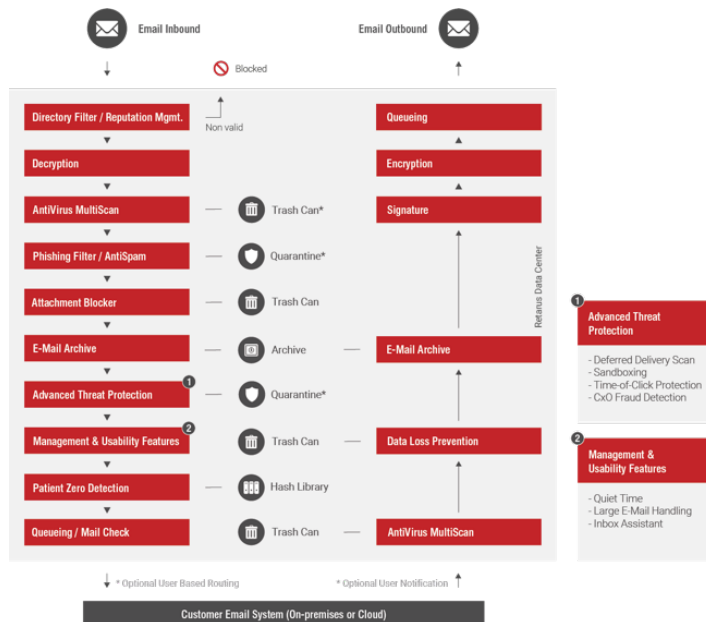 Email Inbound
Email Outbound
Blocked
Directory Filter / Reputation Mgmt.
Non valid
Queueing
Decryption
Encryption
AntiVirus MultiScan
Trash Can*
Signature
Phishing Filter / AntiSpam
Quarantine*
Retarus Data Center
Attachment Blocker
Trash Can
E-Mail Archive
Archive
E-Mail Archive
Advanced Threat Protection
1
Quarantine*
Management & Usability Features
2
Trash Can
Data Loss Prevention
Patient Zero Detection
Hash Library
Queueing / Mail Check
Trash Can
AntiVirus MultiScan
* Optional User Based Routing
* Optional User Notification
Customer Email System (On-premises or Cloud)
1
Advanced Threat
Protection
- Deferred Delivery Scan
- Sandboxing
- Time-of-Click Protection
- CxO Fraud Detection
2
Management &
Usability Features
- Quiet Time
- Large E-Mail Handling
- Inbox Assistant